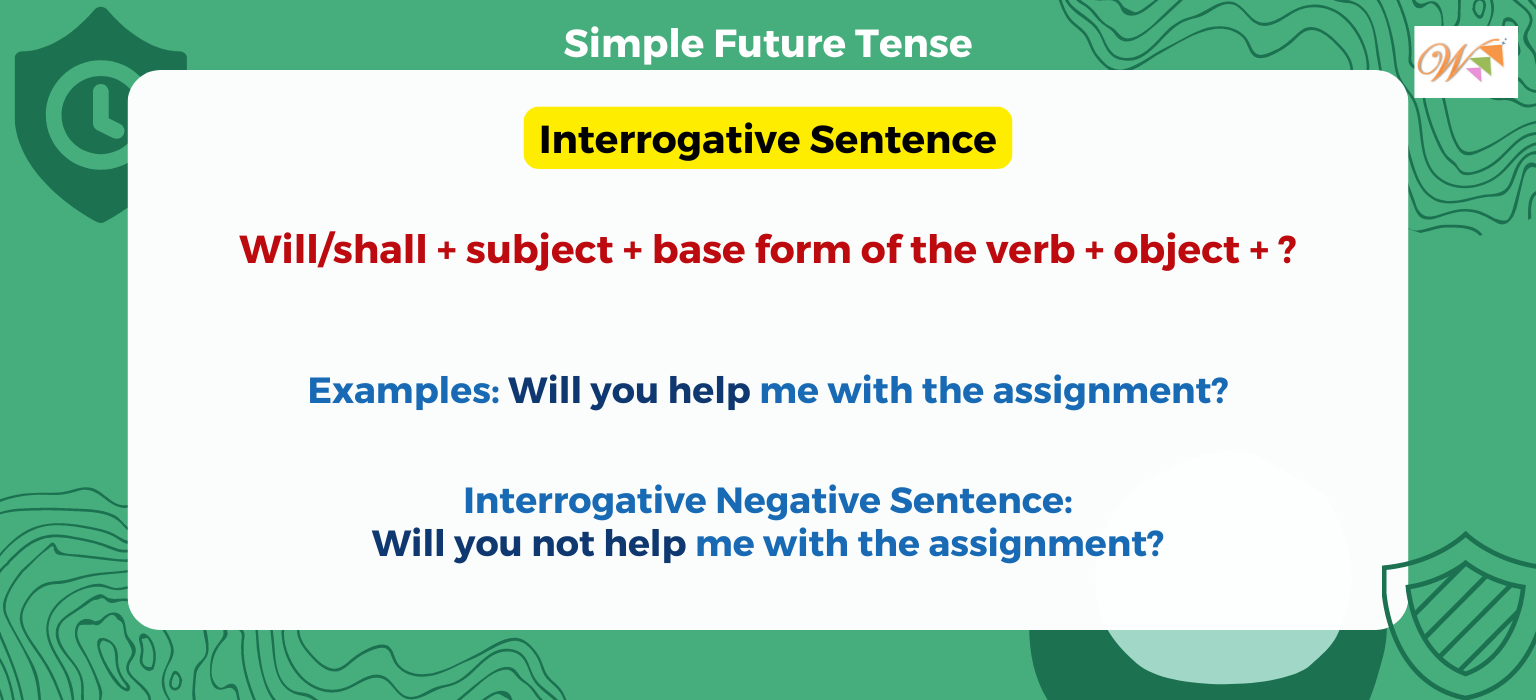 Simple Future Tense
W
Interrogative Sentence
Will/shall + subject + base form of the verb + object + ?
Examples: Will you help me with the assignment?
Interrogative Negative Sentence:
Will you not help me with the assignment?